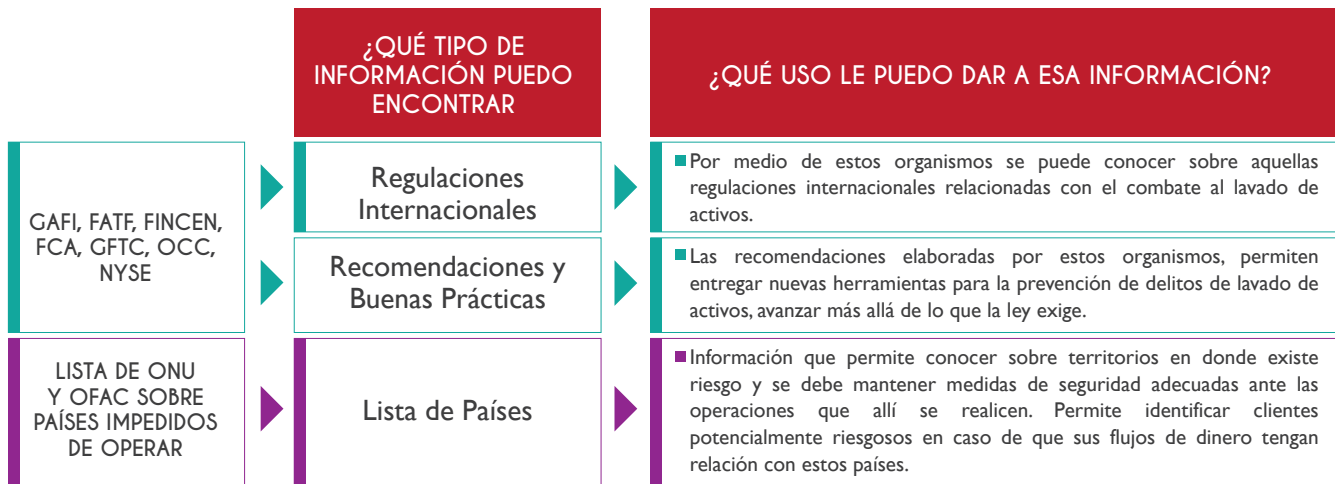 ¿QUÉ TIPO DE
INFORMACIÓN PUEDO
ENCONTRAR
¿QUÉ USO LE PUEDO DAR A ESA INFORMACIÓN?
GAFI, FATF, FINCEN,
FCA, GFTC, OCC,
NYSE
Regulaciones
Internacionales
Por medio de estos organismos se puede conocer sobre aquellas
regulaciones internacionales relacionadas con el combate al lavado de
activos.
Recomendaciones y
Buenas Prácticas
Las recomendaciones elaboradas por estos organismos, permiten
entregar nuevas herramientas para la prevención de delitos de lavado de
activos, avanzar más allá de lo que la ley exige.
LISTA DE ONU
Y OFAC SOBRE
PAÍSES IMPEDIDOS
DE OPERAR
Lista de Países
Información que permite conocer sobre territorios en donde existe
riesgo y se debe mantener medidas de seguridad adecuadas ante las
operaciones que allí se realicen. Permite identificar clientes
potencialmente riesgosos en caso de que sus flujos de dinero tengan
relación con estos países.